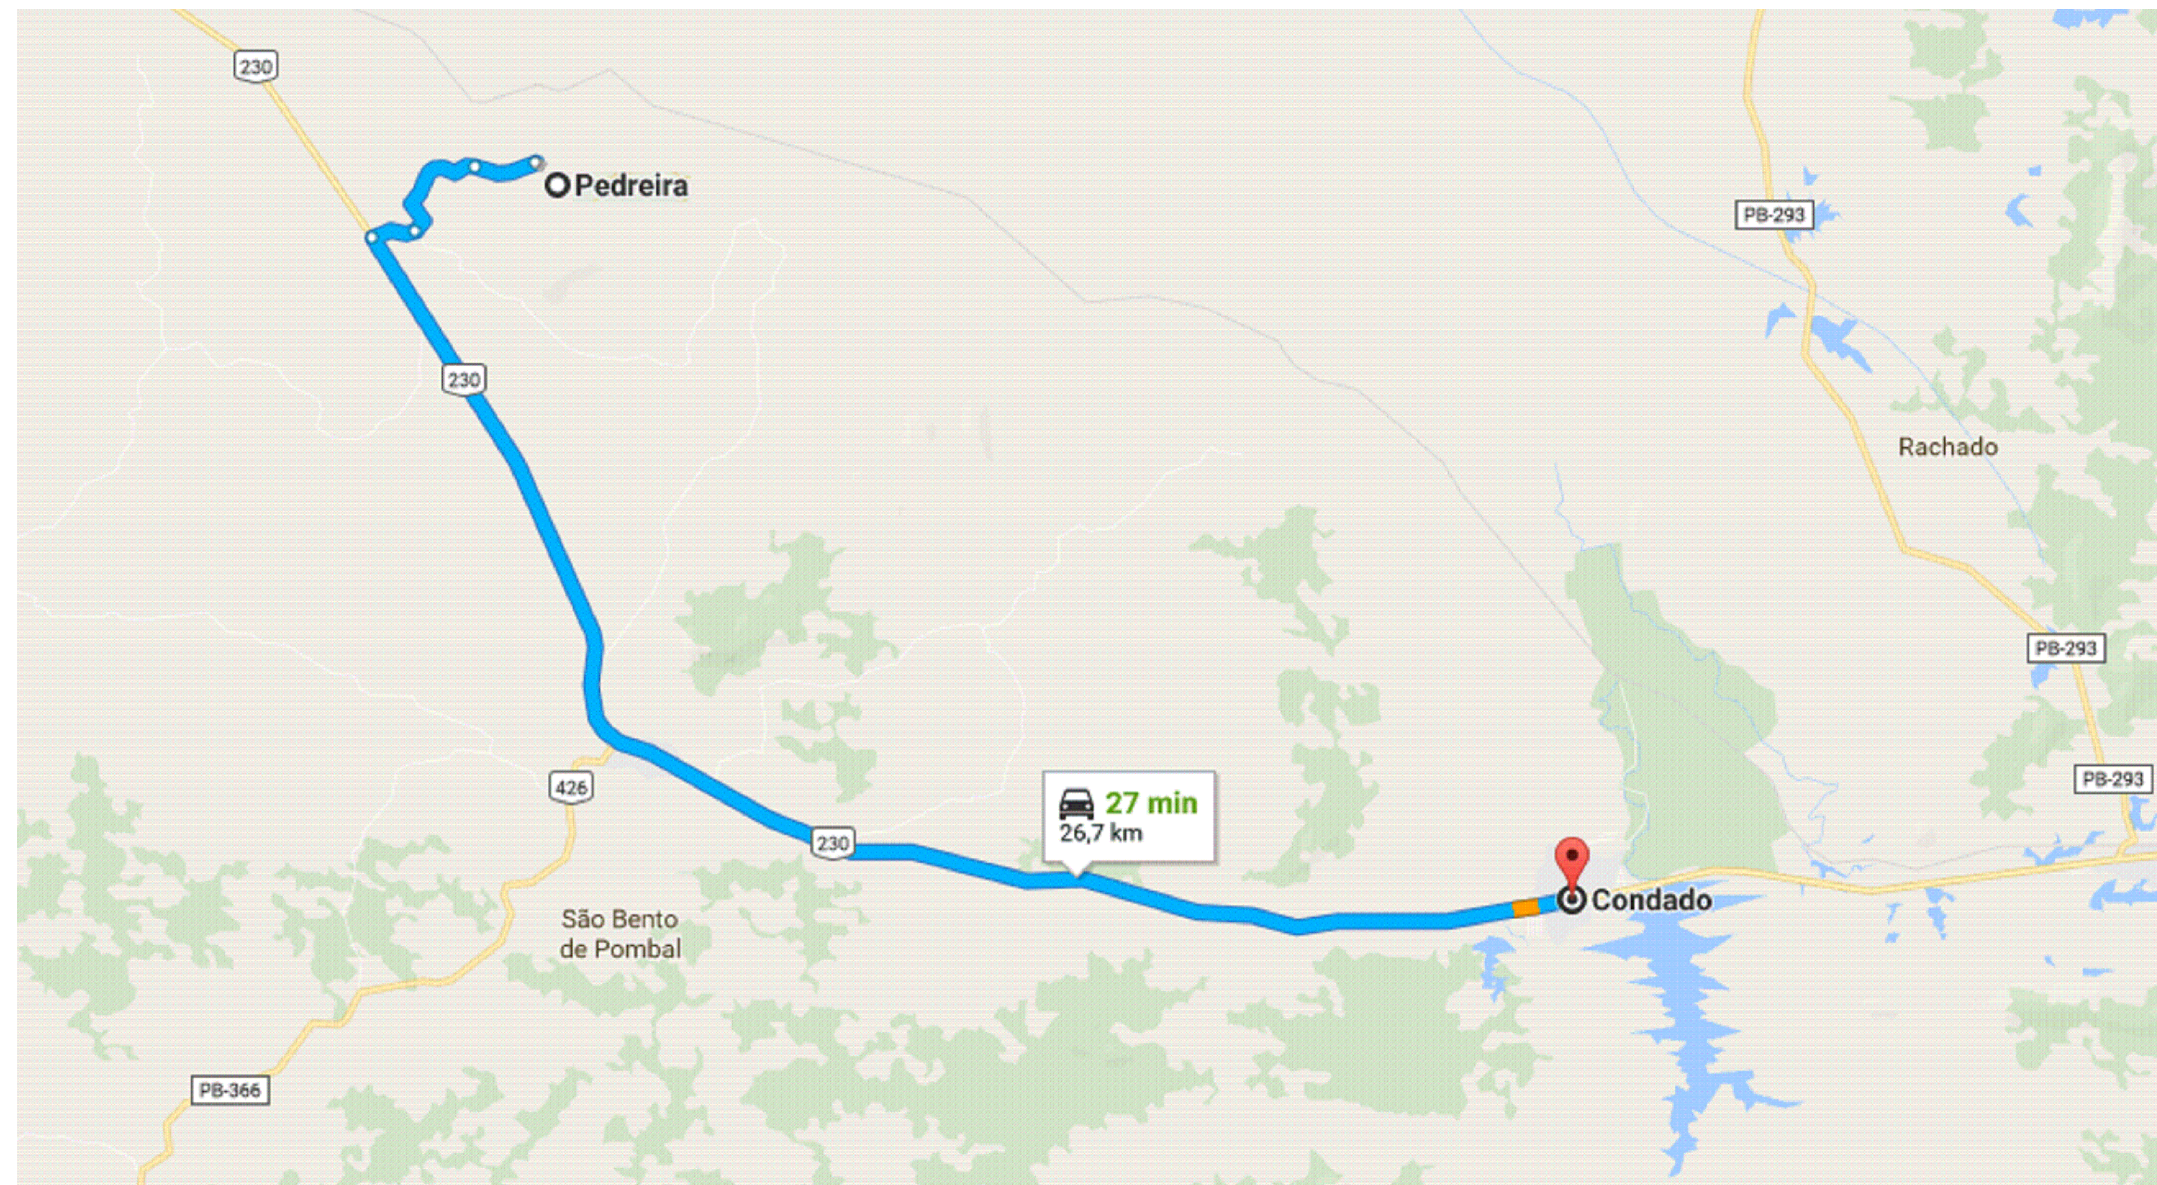 230
Pedreira
PB-293
230
Rachado
PB-293
PB-293
426
27 min
26,7 km
230
Condado
São Bento
de Pombal
PB-366